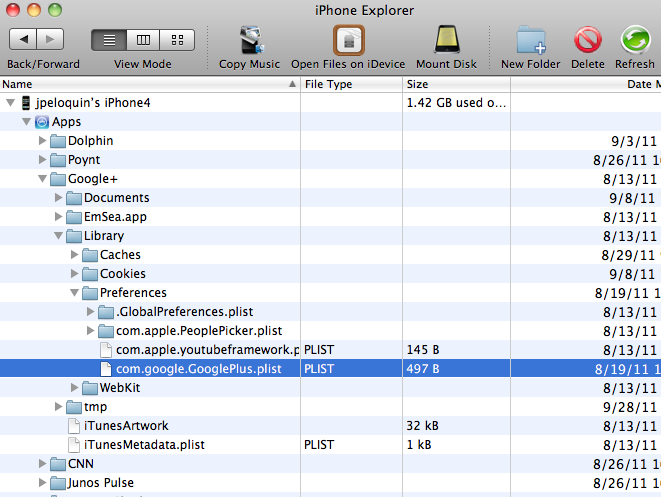 iPhone Explorer
Back/Forward View Mode Copy Music Open Files on iDevice Mount Disk New Folder Delete Refresh
Name File Type Size Date M
jpeloquin's iPhone4 1.42 GB used o...
Apps
Dolphin 9/3/11
Poynt 8/26/11 1
Google+ 8/13/11
Documents 9/8/11
EmSea.app 8/13/11
Library 8/13/11
Caches 8/29/11 9
Cookies 9/8/11
Preferences 8/19/11 1
.GlobalPreferences.plist 8/13/11
com.apple.PeoplePicker.plist 8/13/11
com.apple.youtubeframework.p PLIST 145 B 8/13/11
com.google.GooglePlus.plist PLIST 497 B 8/19/11 1
WebKit 8/13/11
tmp 9/28/11
iTunesArtwork 32 kB 8/13/11
iTunesMetadata.plist PLIST 1 kB 8/13/11
CNN 8/26/11 1
Junos Pulse 8/26/11 1